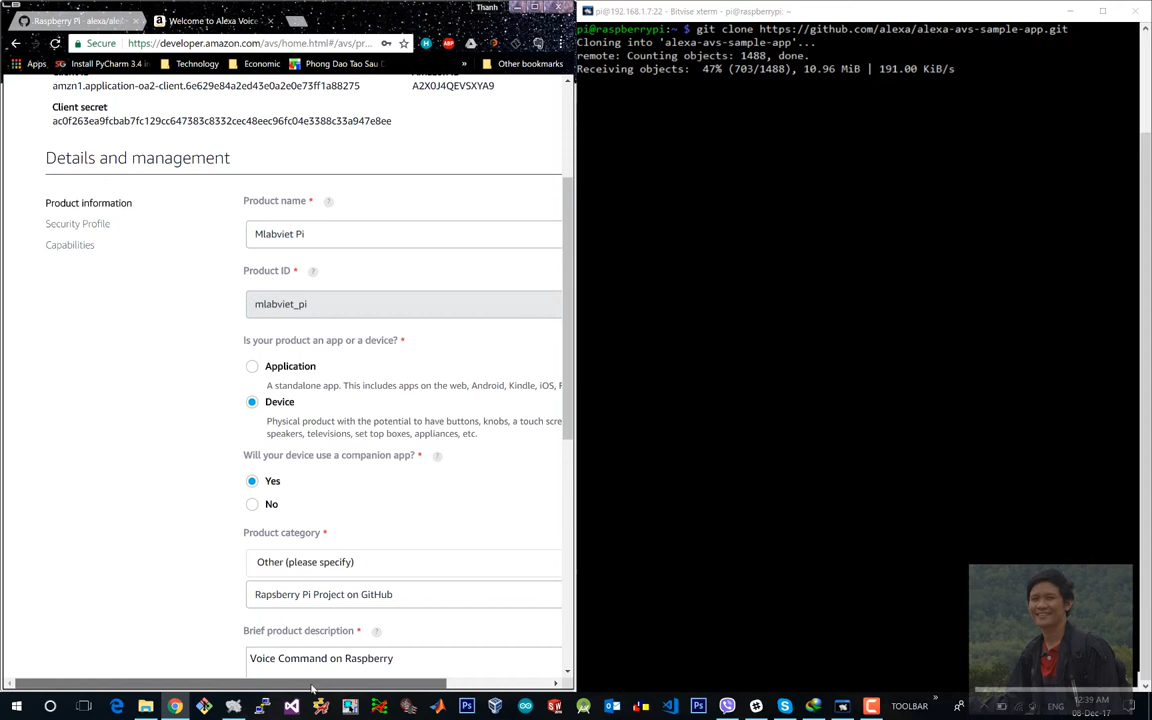 Thanh
Raspberry Pi · alexa/ale
Welcome to Alexa Voice
Secure
https://developer.amazon.com/avs/home.html#/avs/pr...
Apps
Install PyCharm 3.4 i
Technology
Economic
Phong Dao Tao Sau
»
Other bookmarks
amzn1.application-oa2-client.6e629e84a2ed43e0a2e0e73ff1a88275
A2X0J4QEVSXYA9
Client secret
ac0f263ea9fcbab7fc129cc647383c8332cec48eec96fc04e3388c33a947e8ee
Details and management
Product information
Security Profile
Capabilities
Product name * ?
Mlabviet Pi
Product ID * ?
mlabviet_pi
Is your product an app or a device? *
Application
A standalone app. This includes apps on the web, Android, Kindle, iOS,
Device
Physical product with the potential to have buttons, knobs, a touch scre
speakers, televisions, set top boxes, appliances, etc.
Will your device use a companion app? * ?
Yes
No
Product category *
Other (please specify)
Rapsberry Pi Project on GitHub
Brief product description * ?
Voice Command on Raspberry
pi@192.168.1.7:22 - Bitvise xterm - pi@raspberrypi: ~
pi@raspberrypi:~ $ git clone https://github.com/alexa/alexa-avs-sample-app.git
Cloning into 'alexa-avs-sample-app'...
remote: Counting objects: 1488, done.
Receiving objects:  47% (703/1488), 10.96 MiB | 191.00 KiB/s
TOOLBAR
»
ENG
12:39 AM
08-Dec-17